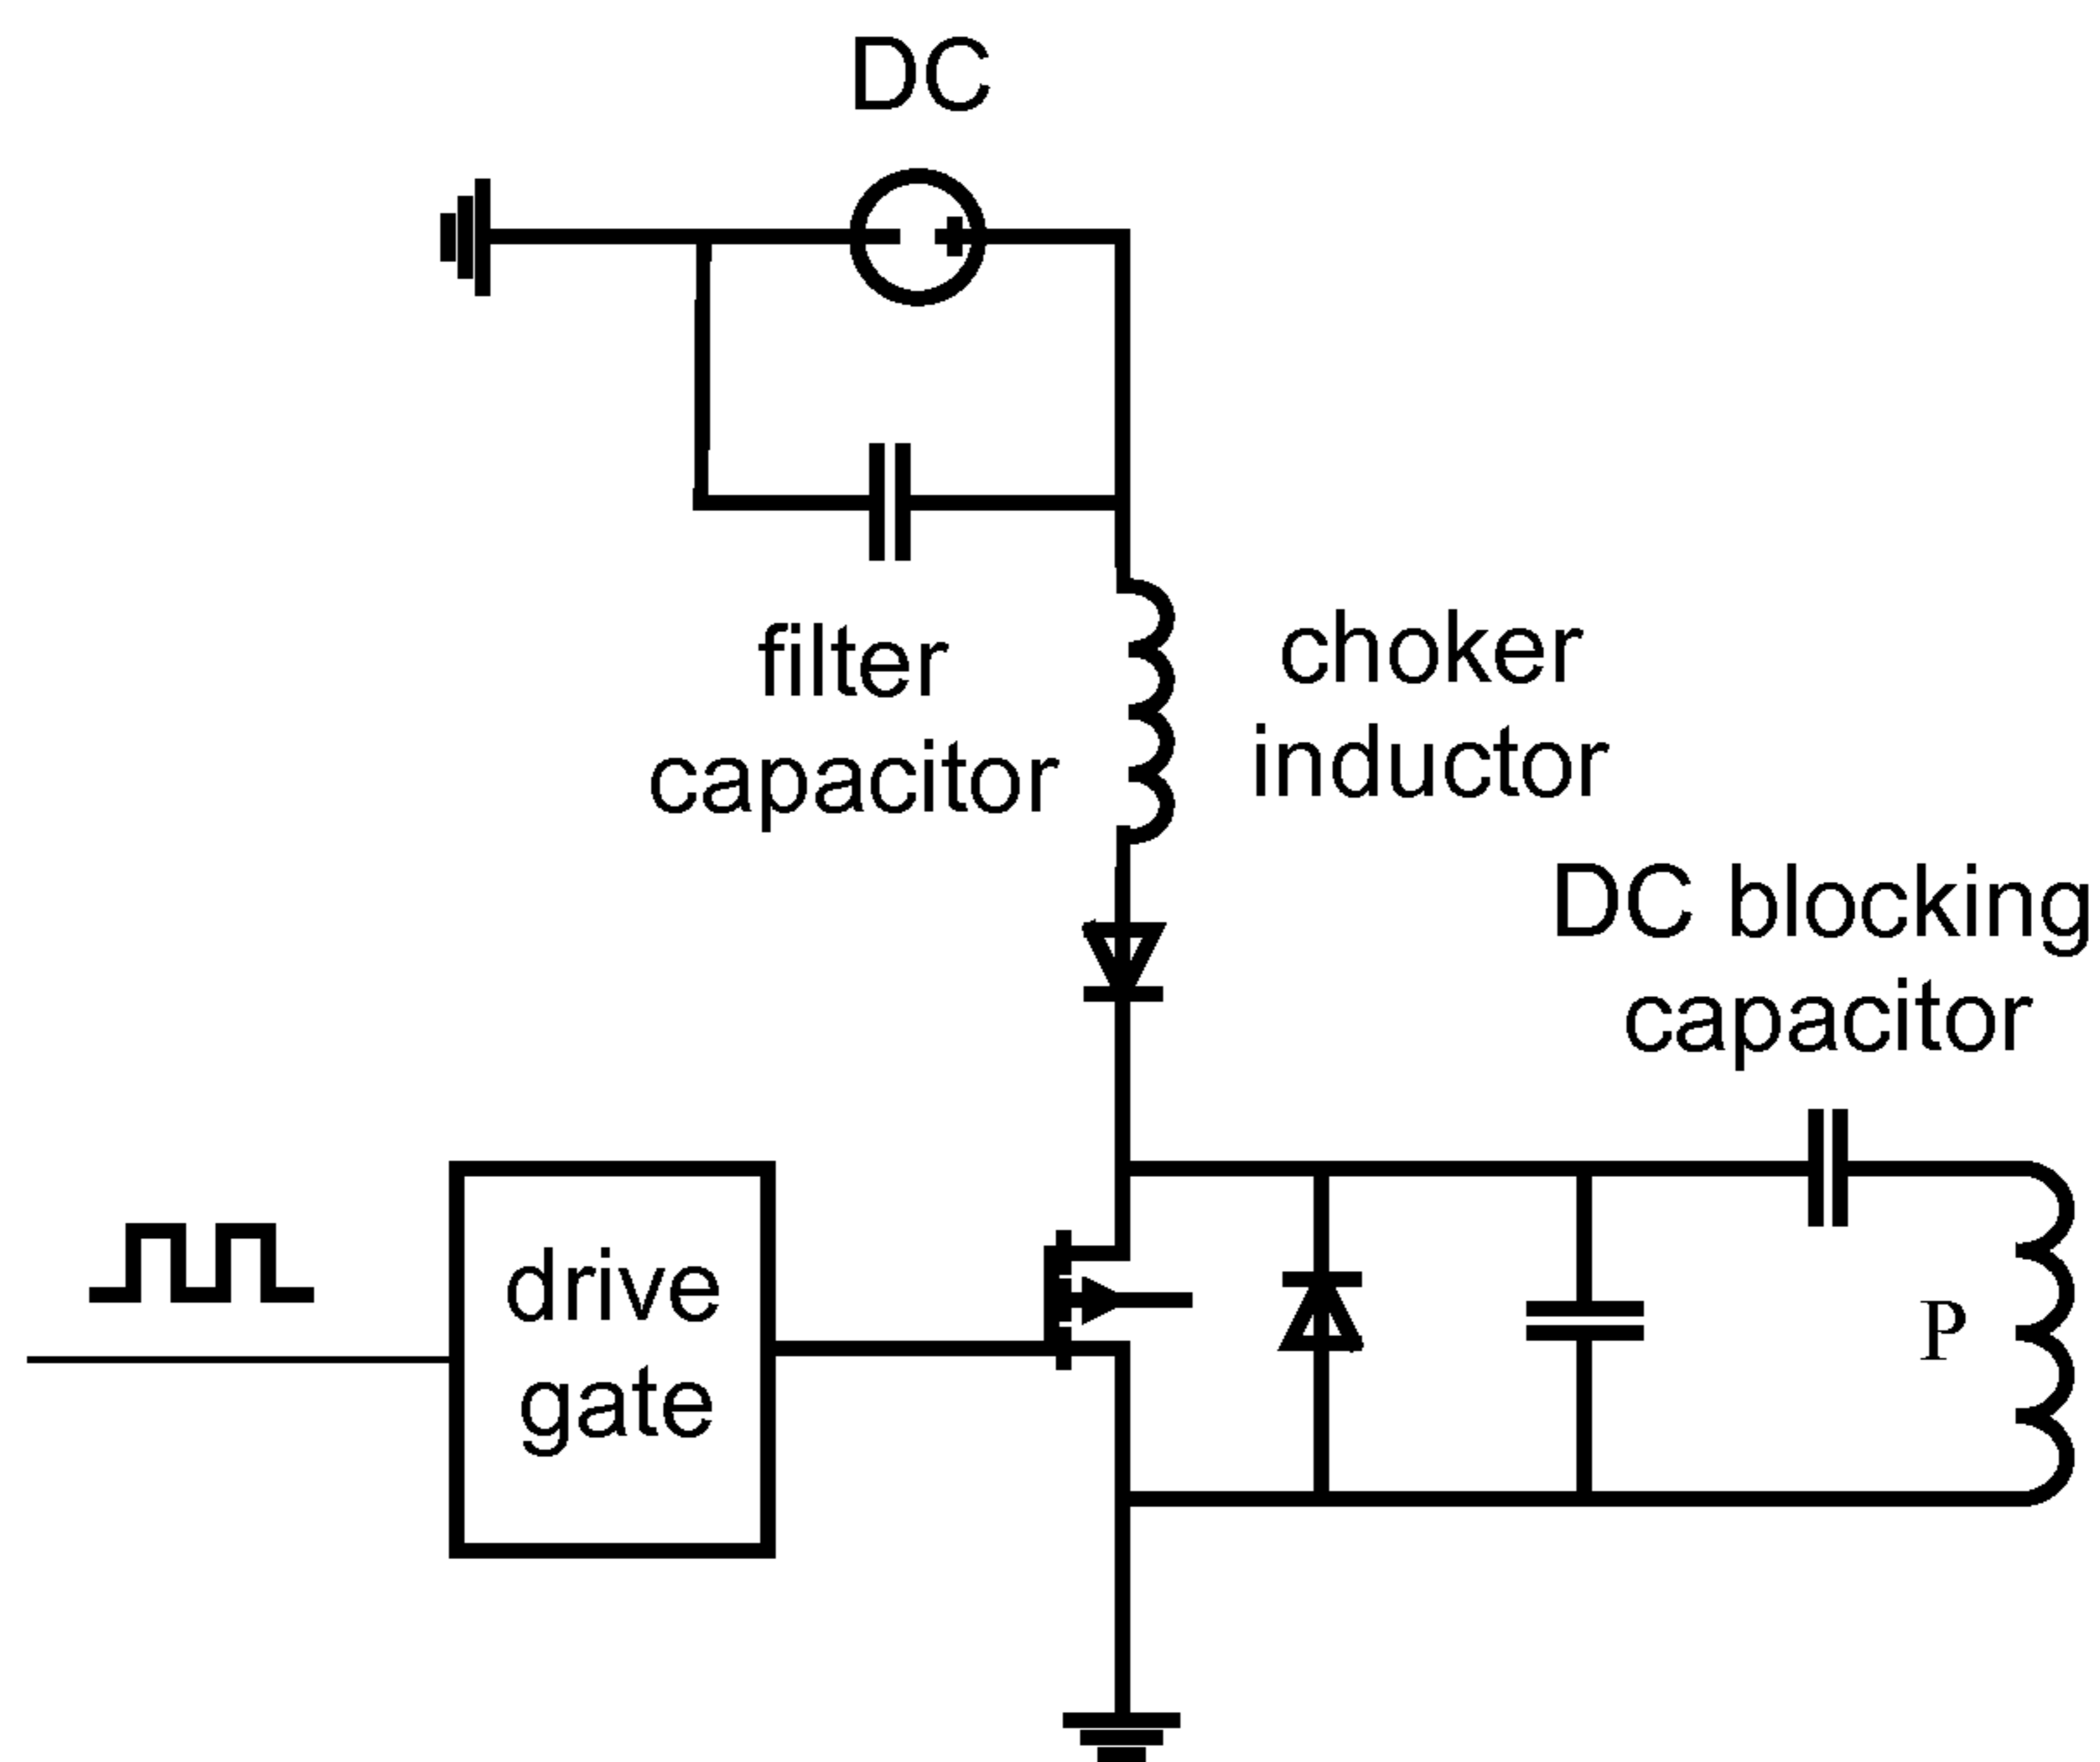 DC
filter
capacitor
choker
inductor
DC blocking
capacitor
drive
gate
P